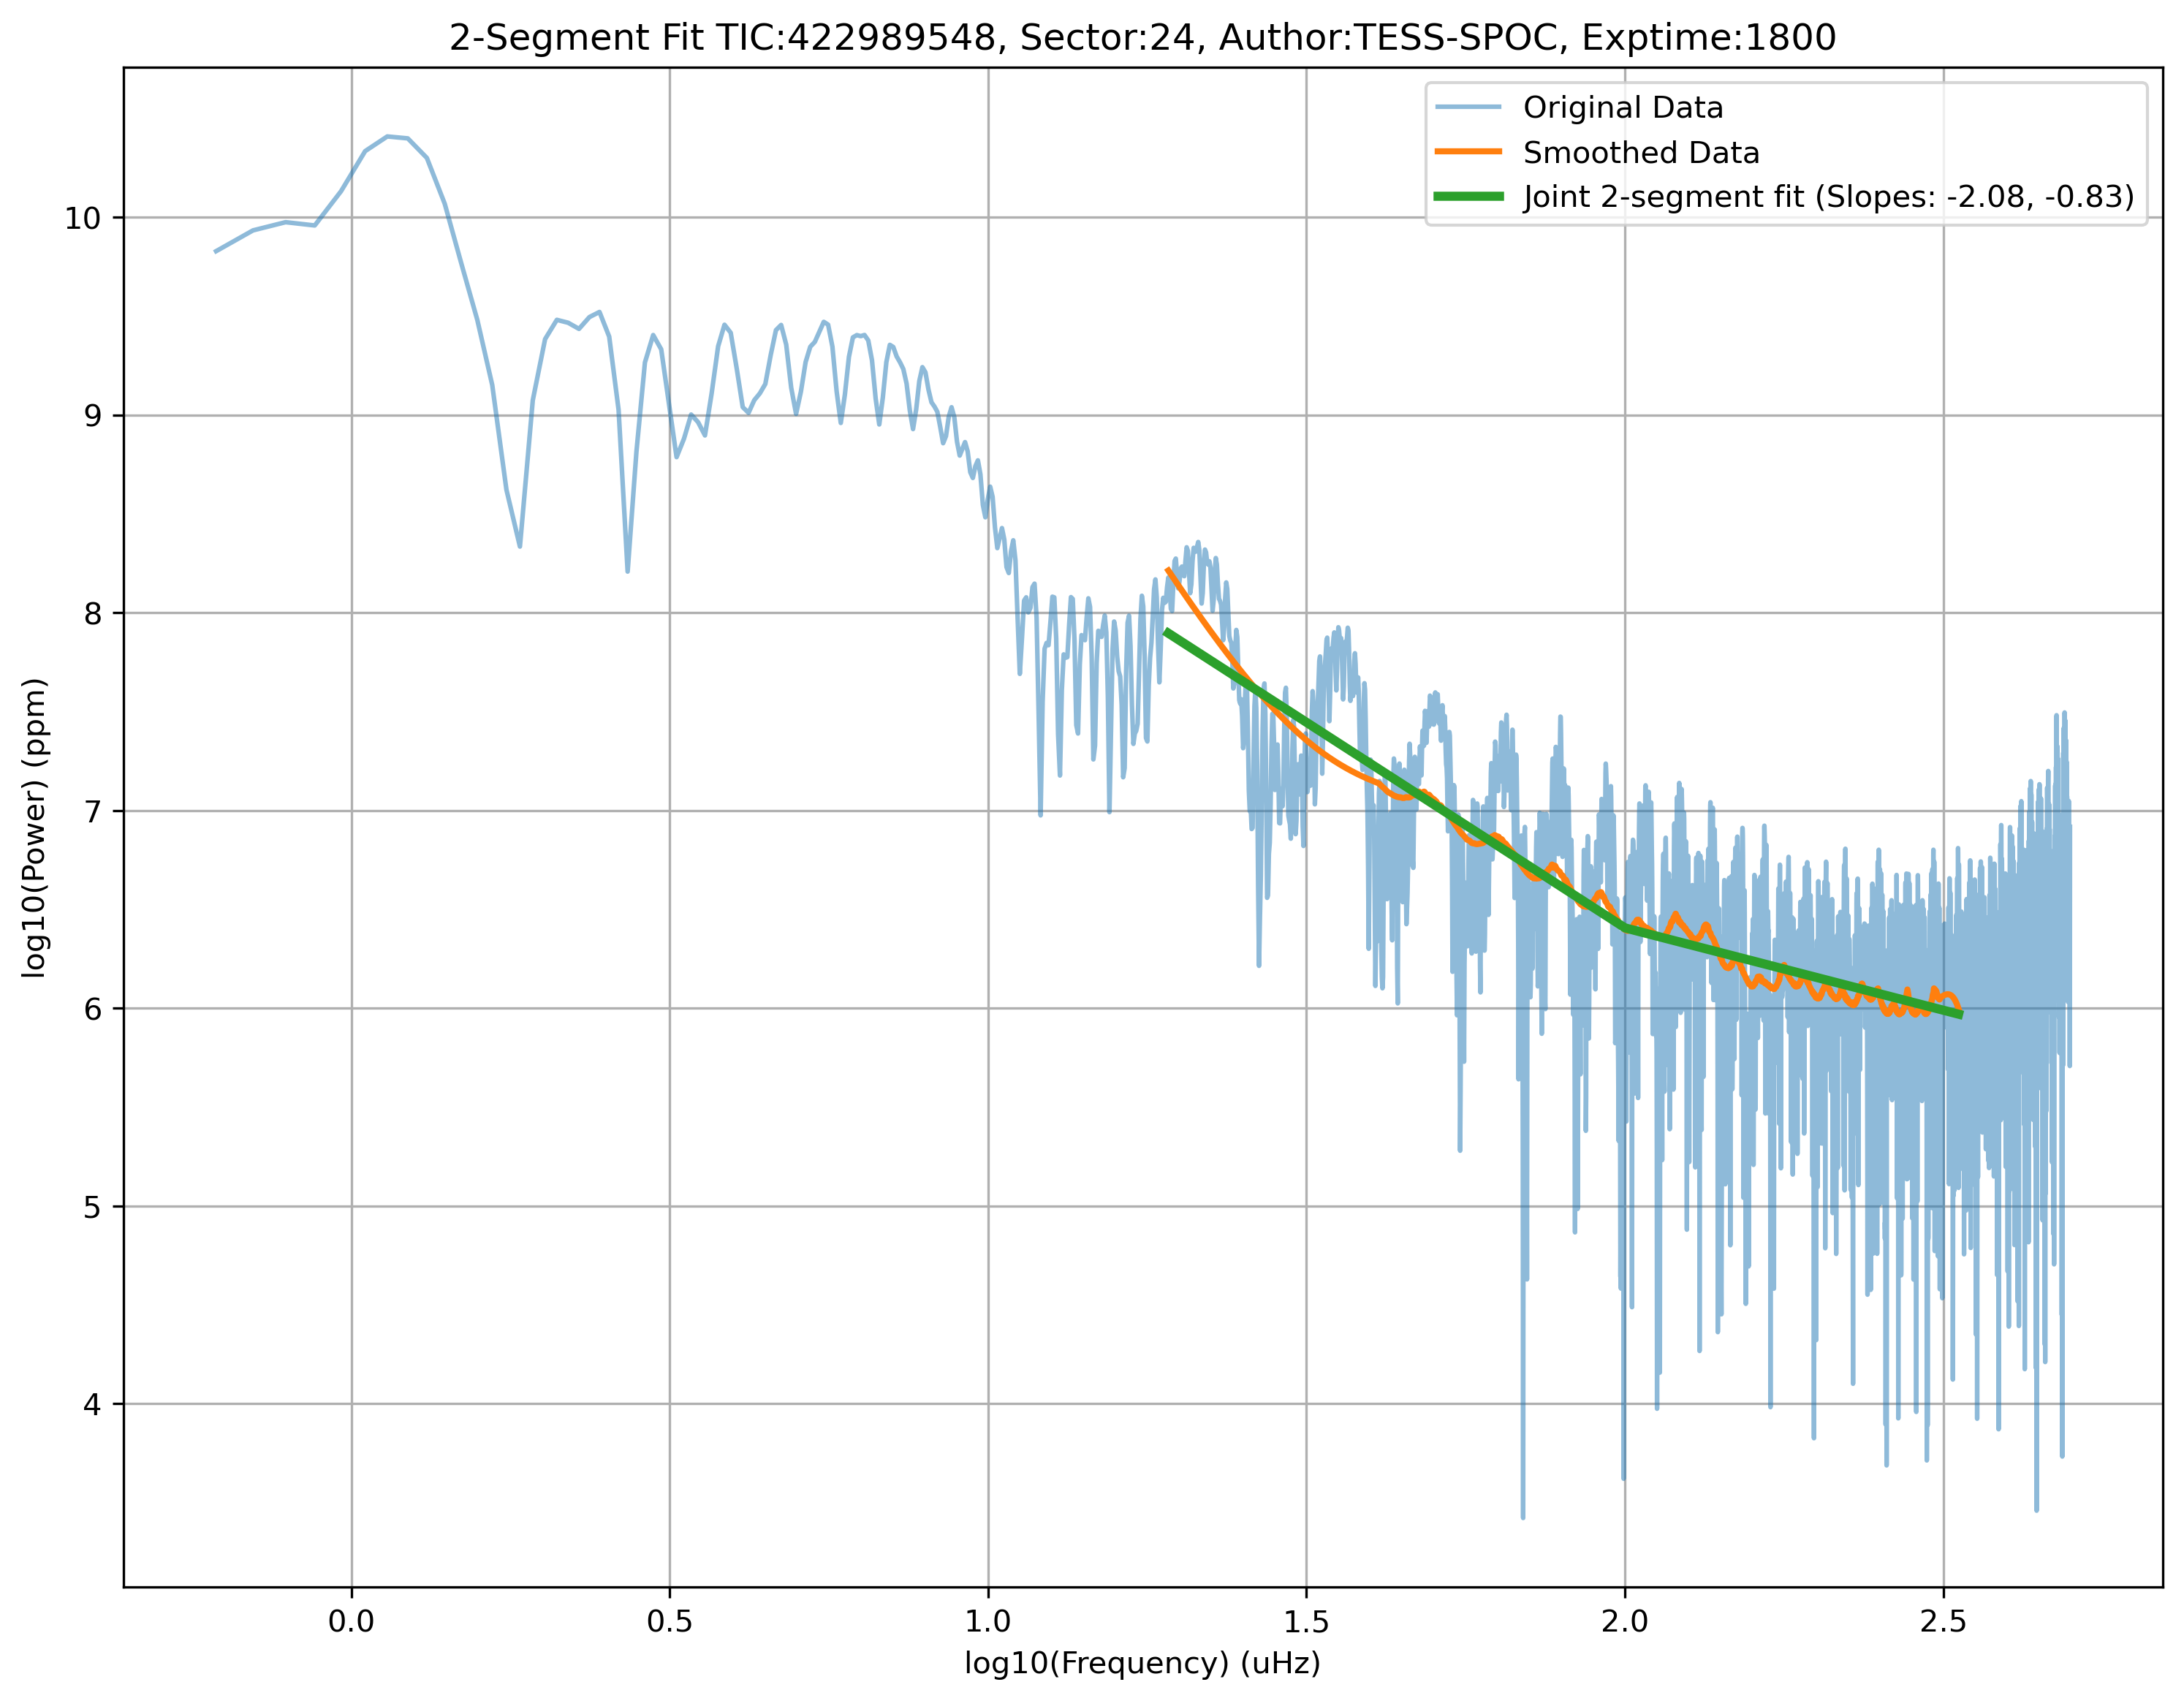 2-Segment Fit TIC:422989548, Sector:24, Author:TESS-SPOC, Exptime:1800
Original Data
Smoothed Data
Joint 2-segment fit (Slopes: -2.08, -0.83)
log10(Power) (ppm)
10
9
8
7
6
5
4
0.0 0.5 1.0 1.5 2.0 2.5
log10(Frequency) (uHz)